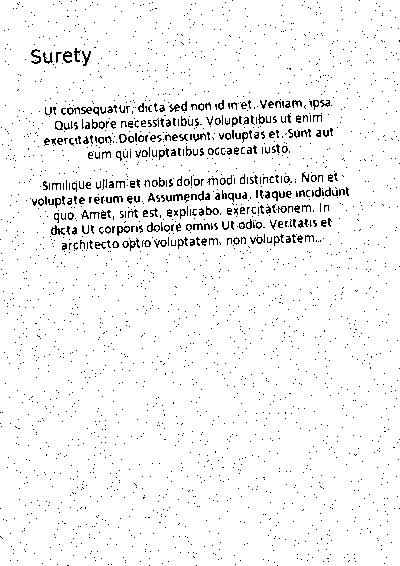 Surety
Ut consequatur, dicta sed non id in et. Veniam, ipsa.
Quis labore necessitatibus. Voluptatibus ut enim
exercitation. Dolores nesciunt, voluptas et. Sunt aut
eum qui voluptatibus occaecat iusto.
Similique ullam et nobis dolor modi distinctio. Non et
voluptate rerum eu. Assumenda aliqua. Itaque incididunt
quo. Amet, sint est, explicabo, exercitationem. In
dicta Ut corporis dolore omnis Ut odio. Veritatis et
architecto optio voluptatem, non voluptatem...